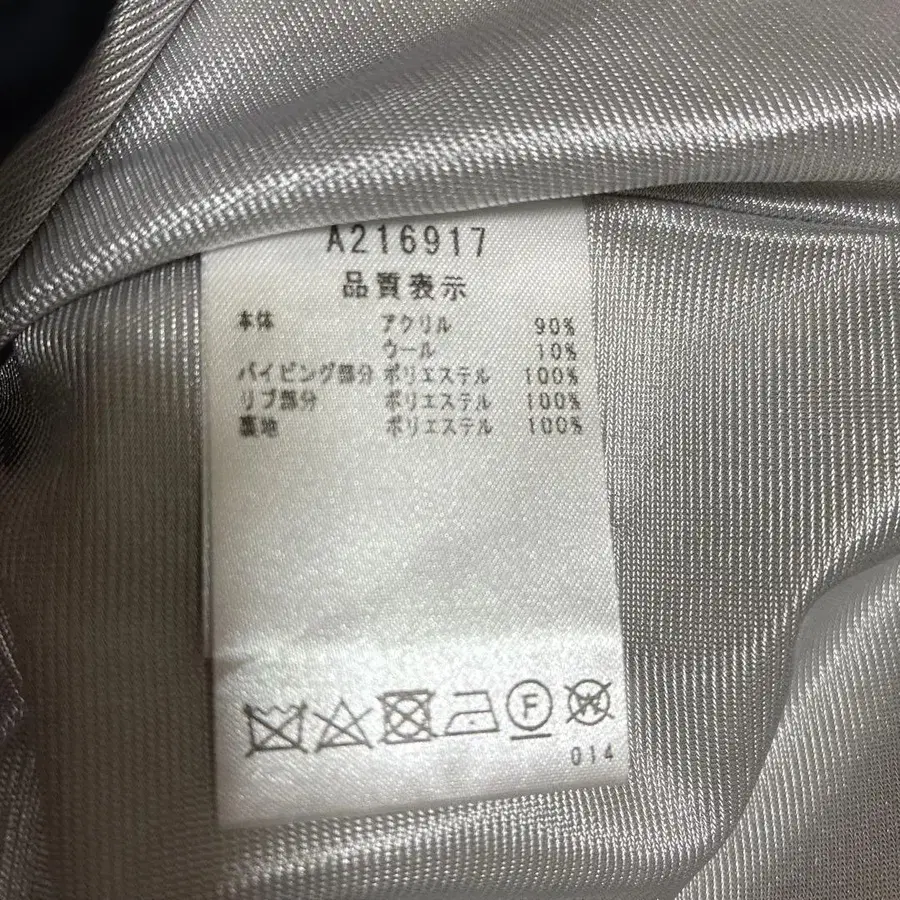 A216917
品質表示
本体 アクリル 90%
ウール 10%
パイピング部分 ポリエステル 100%
リブ部分 ポリエステル 100%
裏地 ポリエステル 100%
F W
014